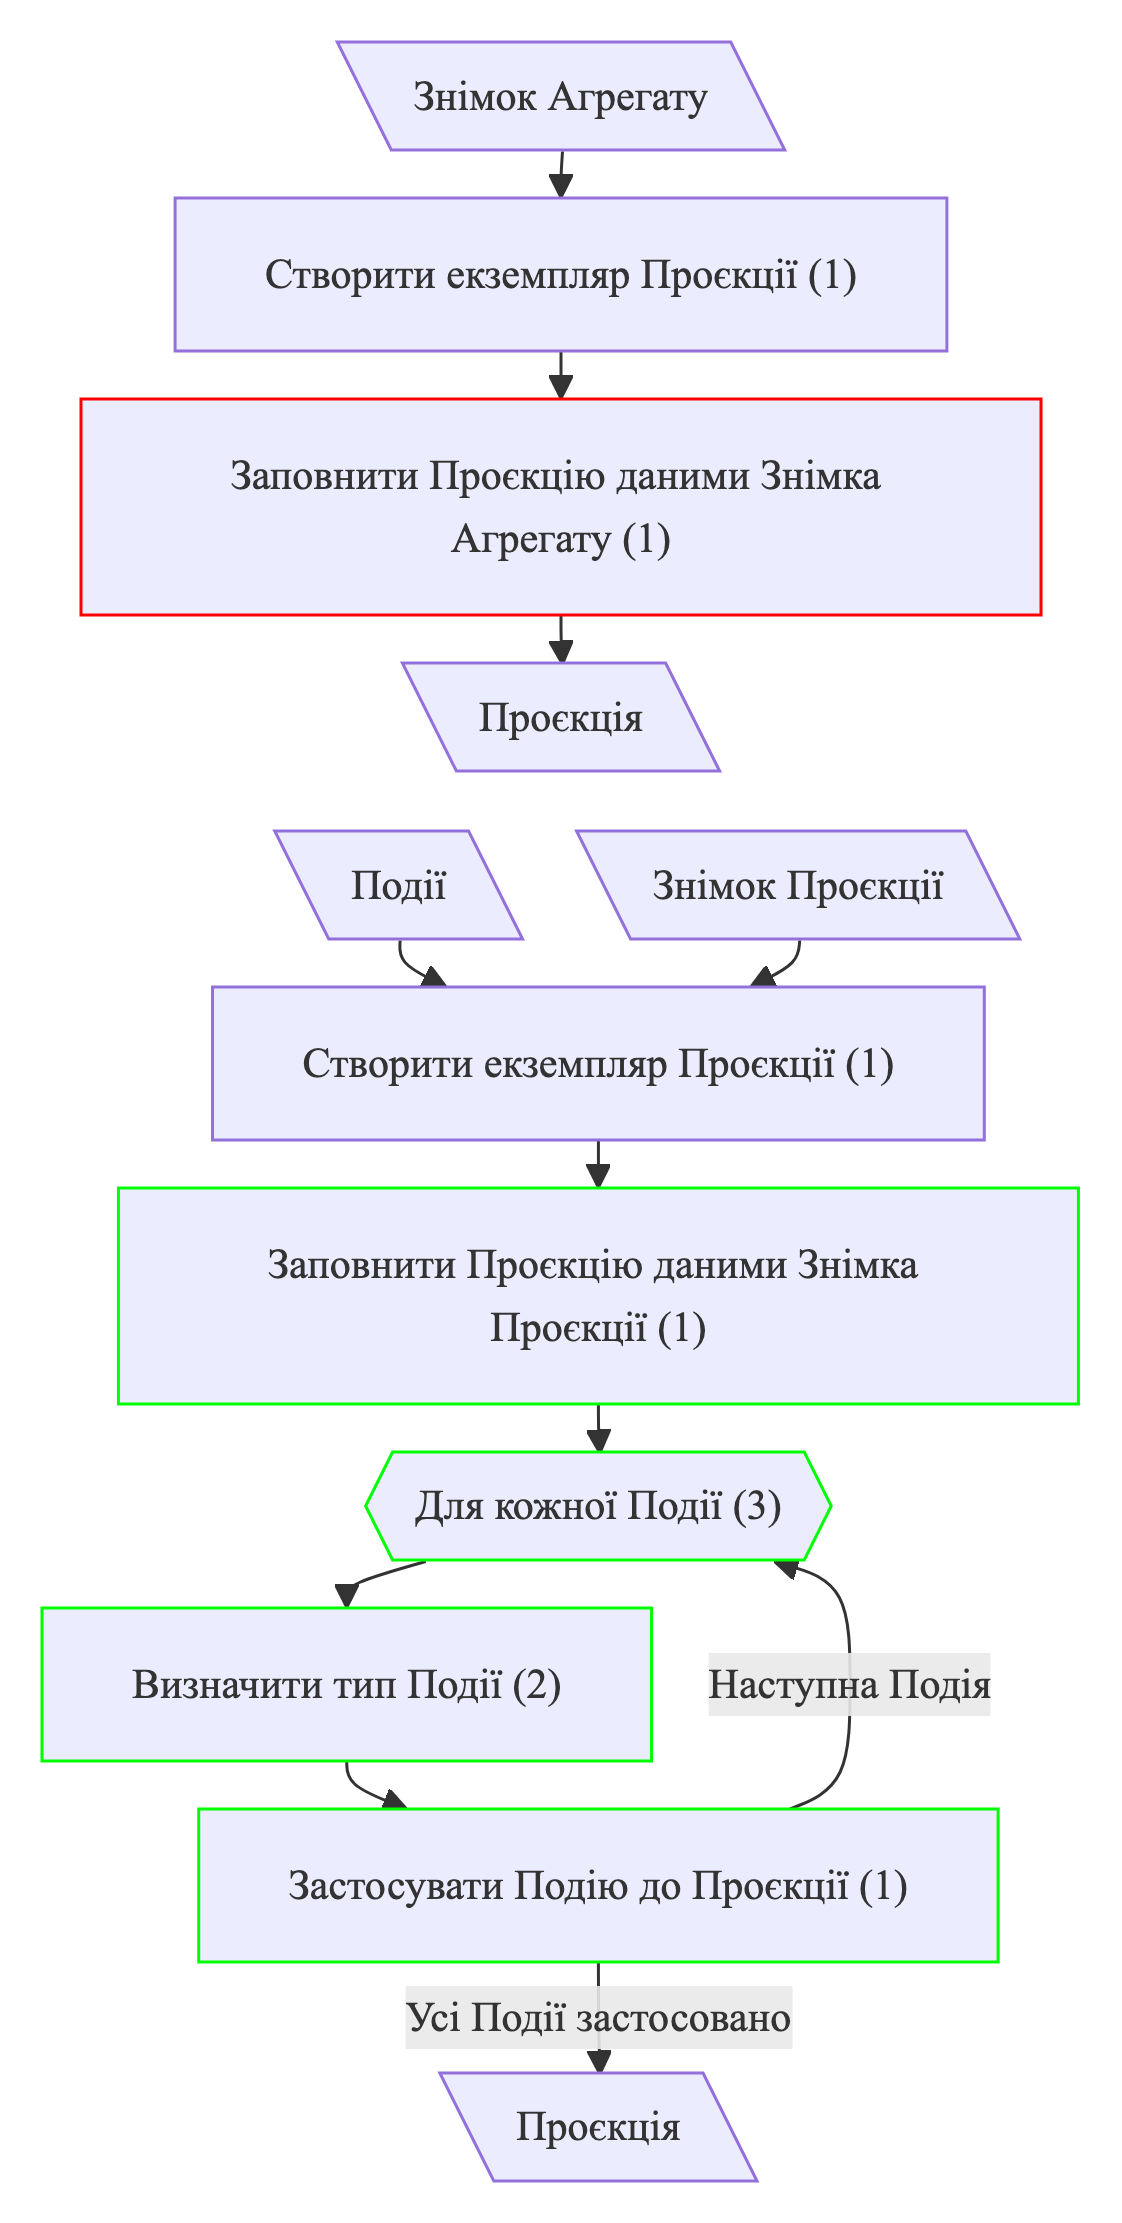 Знімок Агрегату
Створити екземпляр Проєкції (1)
Заповнити Проєкцію даними Знімка
Агрегату (1)
Проєкція
Події
Знімок Проєкції
Створити екземпляр Проєкції (1)
Заповнити Проєкцію даними Знімка
Проєкції (1)
Для кожної Події (3)
Визначити тип Події (2)
Наступна Подія
Застосувати Подію до Проєкції (1)
Усі Події застосовано
Проєкція